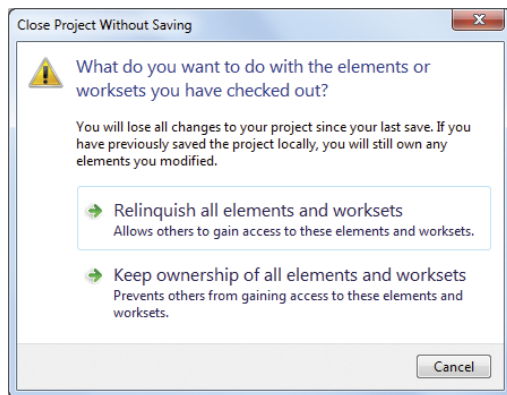 Close Project Without Saving
What do you want to do with the elements or
worksets you have checked out?
You will lose all changes to your project since your last save. If you
have previously saved the project locally, you will still own any
elements you modified.
Relinquish all elements and worksets
Allows others to gain access to these elements and worksets.
Keep ownership of all elements and worksets
Prevents others from gaining access to these elements and
worksets.
Cancel